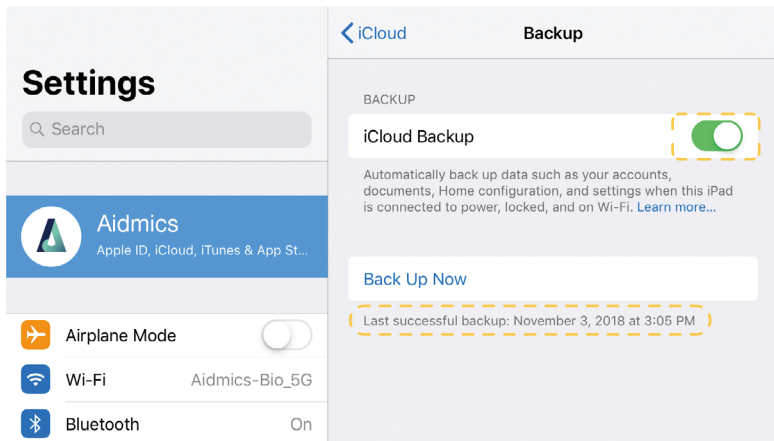 Settings
Search
Aidmics
Apple ID, iCloud, iTunes & App St...
Airplane Mode
Wi-Fi Aidmics-Bio_5G
Bluetooth On
iCloud Backup
BACKUP
iCloud Backup
Automatically back up data such as your accounts,
documents, Home configuration, and settings when this iPad
is connected to power, locked, and on Wi-Fi. Learn more...
Back Up Now
Last successful backup: November 3, 2018 at 3:05 PM